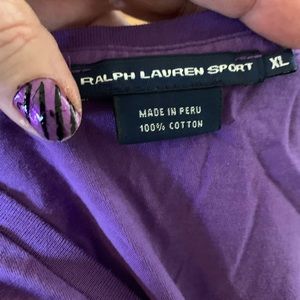 RALPH LAUREN SPORT XL
MADE IN PERU
100% COTTON